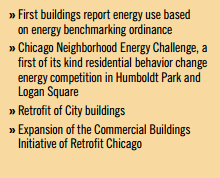 » First buildings report energy use based
on energy benchmarking ordinance
» Chicago Neighborhood Energy Challenge, a
first of its kind residential behavior change
energy competition in Humboldt Park and
Logan Square
» Retrofit of City buildings
» Expansion of the Commercial Buildings
Initiative of Retrofit Chicago